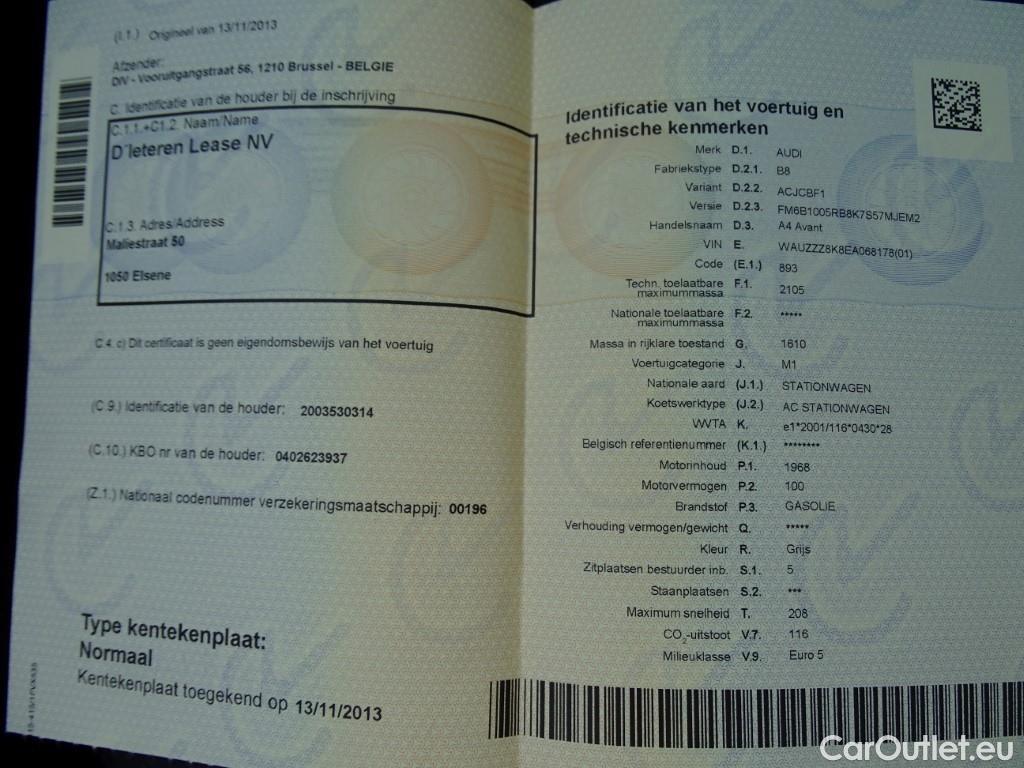 (I.1.) Origineel van 13/11/2013
Afzender:
DIV - Vooruitgangstraat 56, 1210 Brussel - BELGIE
C. Identificatie van de houder bij de inschrijving
C.1.1.+C1.2. Naam/Name
D´Ieteren Lease NV
C.1.3. Adres/Address
Maliestraat 50
1050 Elsene
C.4. c) Dit certificaat is geen eigendomsbewijs van het voertuig
(C.9.) Identificatie van de houder: 2003530314
(C.10.) KBO nr van de houder: 0402623937
(Z.1.) Nationaal codenummer verzekeringsmaatschappij: 00196
Type kentekenplaat:
Normaal
Kentekenplaat toegekend op 13/11/2013
Identificatie van het voertuig en
technische kenmerken
Merk D.1. AUDI
Fabriekstype D.2.1. B8
Variant D.2.2. ACJCBF1
Versie D.2.3. FM6B1005RB8K7S57MJEM2
Handelsnaam D.3. A4 Avant
VIN E. WAUZZZ8K8EA068178(01)
Code (E.1.) 893
Techn. toelaatbare maximummassa F.1. 2105
Nationale toelaatbare maximummassa F.2. *****
Massa in rijklare toestand G. 1610
Voertuigcategorie J. M1
Nationale aard (J.1.) STATIONWAGEN
Koetswerktype (J.2.) AC STATIONWAGEN
WVTA K. e1*2001/116*0430*28
Belgisch referentienummer (K.1.) ********
Motorinhoud P.1. 1968
Motorvermogen P.2. 100
Brandstof P.3. GASOLIE
Verhouding vermogen/gewicht Q. *****
Kleur R. Grijs
Zitplaatsen bestuurder inb. S.1. 5
Staanplaatsen S.2. ***
Maximum snelheid T. 208
CO2-uitstoot V.7. 116
Milieuklasse V.9. Euro 5
CarOutlet.eu